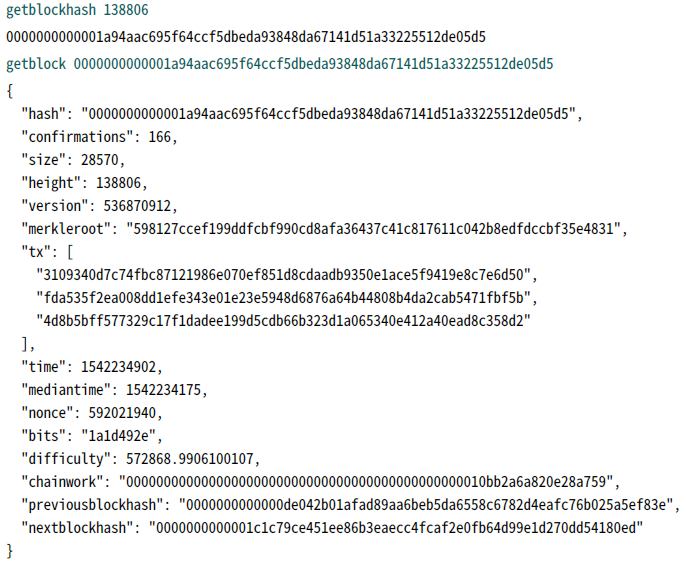 getblockhash 138806
0000000000001a94aac695f64ccf5dbeda93848da67141d51a33225512de05d5
getblock 0000000000001a94aac695f64ccf5dbeda93848da67141d51a33225512de05d5
{
  "hash": "0000000000001a94aac695f64ccf5dbeda93848da67141d51a33225512de05d5",
  "confirmations": 166,
  "size": 28570,
  "height": 138806,
  "version": 536870912,
  "merkleroot": "598127ccef199ddfcbf990cd8afa36437c41c817611c042b8edfdccbf35e4831",
  "tx": [
    "3109340d7c74fbc87121986e070ef851d8cdaadb9350e1ace5f9419e8c7e6d50",
    "fda535f2ea008dd1efe343e01e23e5948d6876a64b44808b4da2cab5471fbf5b",
    "4d8b5bff577329c17f1dadee199d5cdb66b323d1a065340e412a40ead8c358d2"
  ],
  "time": 1542234902,
  "mediantime": 1542234175,
  "nonce": 592021940,
  "bits": "1a1d492e",
  "difficulty": 572868.9906100107,
  "chainwork": "000000000000000000000000000000000000000000000010bb2a6a820e28a759",
  "previousblockhash": "0000000000000de042b01afad89aa6beb5da6558c6782d4eafc76b025a5ef83e",
  "nextblockhash": "0000000000001c1c79ce451ee86b3eaecc4fcaf2e0fb64d99e1d270dd54180ed"
}